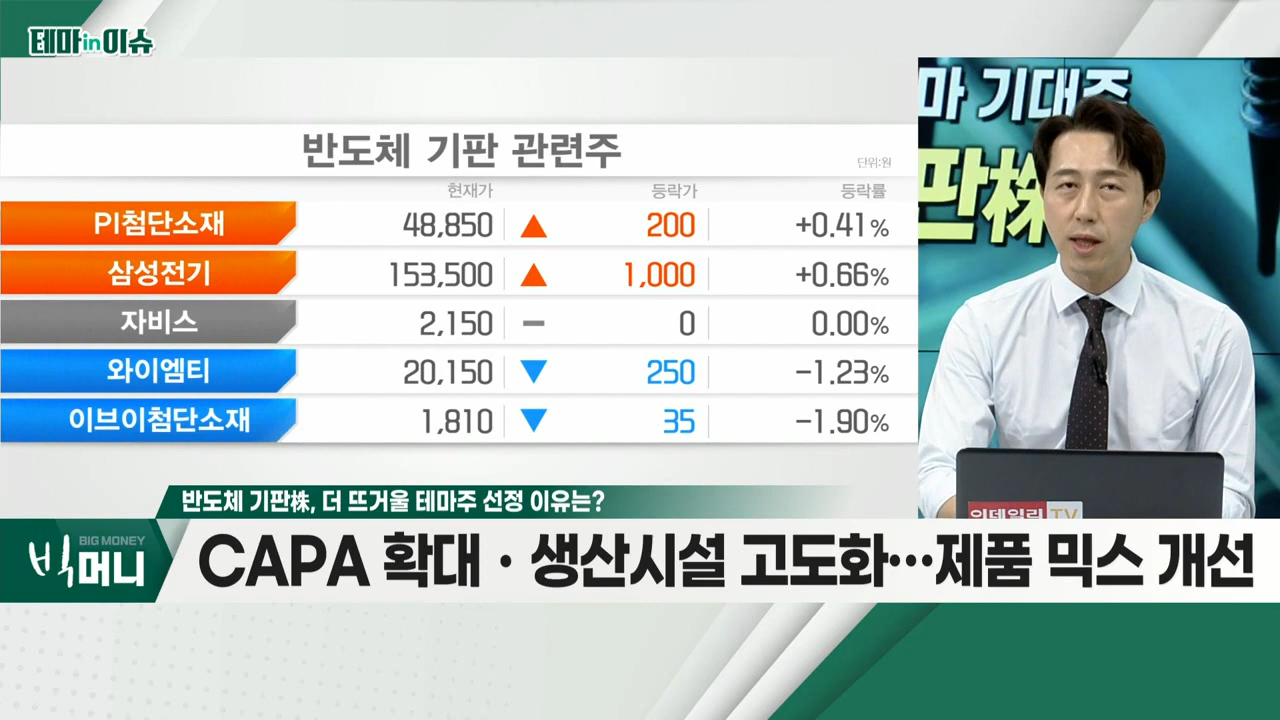 테마in이슈
마 기대주
판株
반도체 기판 관련주
단위:원
현재가 등락가 등락률
PI첨단소재 48,850 ▲ 200 +0.41%
삼성전기 153,500 ▲ 1,000 +0.66%
자비스 2,150 − 0 0.00%
와이엠티 20,150 ▼ 250 −1.23%
이브이첨단소재 1,810 ▼ 35 −1.90%
이데일리TV
반도체 기판株, 더 뜨거울 테마주 선정 이유는?
BIG MONEY
빅머니
CAPA 확대 · 생산시설 고도화…제품 믹스 개선